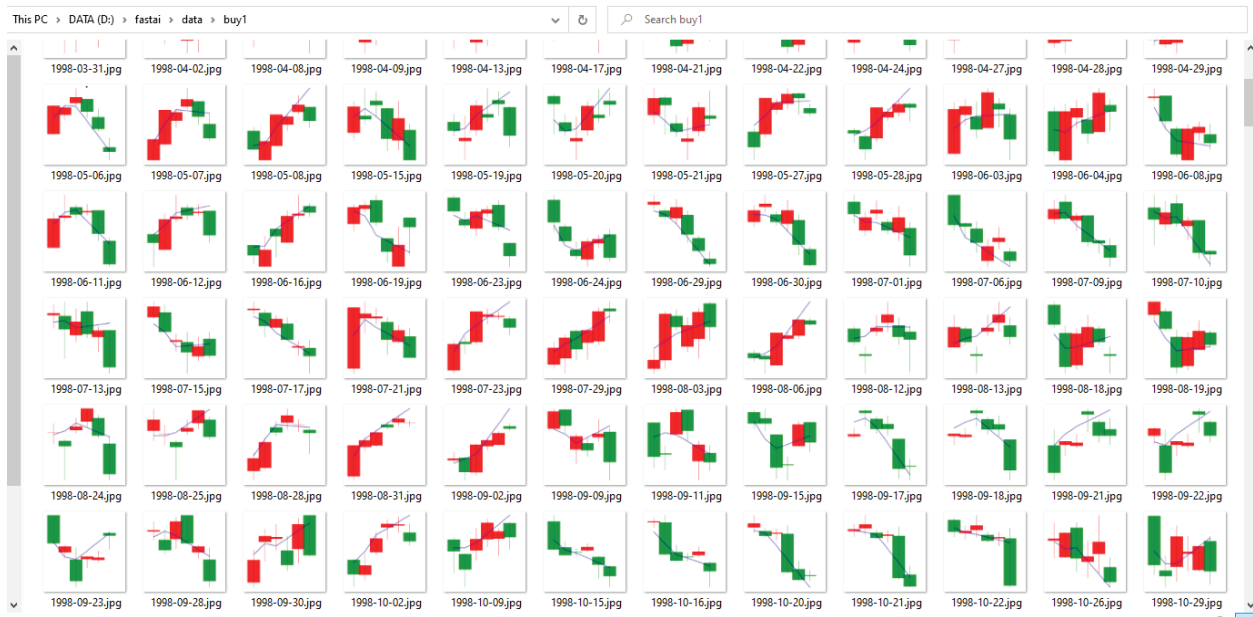 This PC > DATA (D:) > fastai > data > buy1
Search buy1
1998-03-31.jpg 1998-04-02.jpg 1998-04-08.jpg 1998-04-09.jpg 1998-04-13.jpg 1998-04-17.jpg 1998-04-21.jpg 1998-04-22.jpg 1998-04-24.jpg 1998-04-27.jpg 1998-04-28.jpg 1998-04-29.jpg
1998-05-06.jpg 1998-05-07.jpg 1998-05-08.jpg 1998-05-15.jpg 1998-05-19.jpg 1998-05-20.jpg 1998-05-21.jpg 1998-05-27.jpg 1998-05-28.jpg 1998-06-03.jpg 1998-06-04.jpg 1998-06-08.jpg
1998-06-11.jpg 1998-06-12.jpg 1998-06-16.jpg 1998-06-19.jpg 1998-06-23.jpg 1998-06-24.jpg 1998-06-29.jpg 1998-06-30.jpg 1998-07-01.jpg 1998-07-06.jpg 1998-07-09.jpg 1998-07-10.jpg
1998-07-13.jpg 1998-07-15.jpg 1998-07-17.jpg 1998-07-21.jpg 1998-07-23.jpg 1998-07-29.jpg 1998-08-03.jpg 1998-08-06.jpg 1998-08-12.jpg 1998-08-13.jpg 1998-08-18.jpg 1998-08-19.jpg
1998-08-24.jpg 1998-08-25.jpg 1998-08-28.jpg 1998-08-31.jpg 1998-09-02.jpg 1998-09-09.jpg 1998-09-11.jpg 1998-09-15.jpg 1998-09-17.jpg 1998-09-18.jpg 1998-09-21.jpg 1998-09-22.jpg
1998-09-23.jpg 1998-09-28.jpg 1998-09-30.jpg 1998-10-02.jpg 1998-10-09.jpg 1998-10-15.jpg 1998-10-16.jpg 1998-10-20.jpg 1998-10-21.jpg 1998-10-22.jpg 1998-10-26.jpg 1998-10-29.jpg